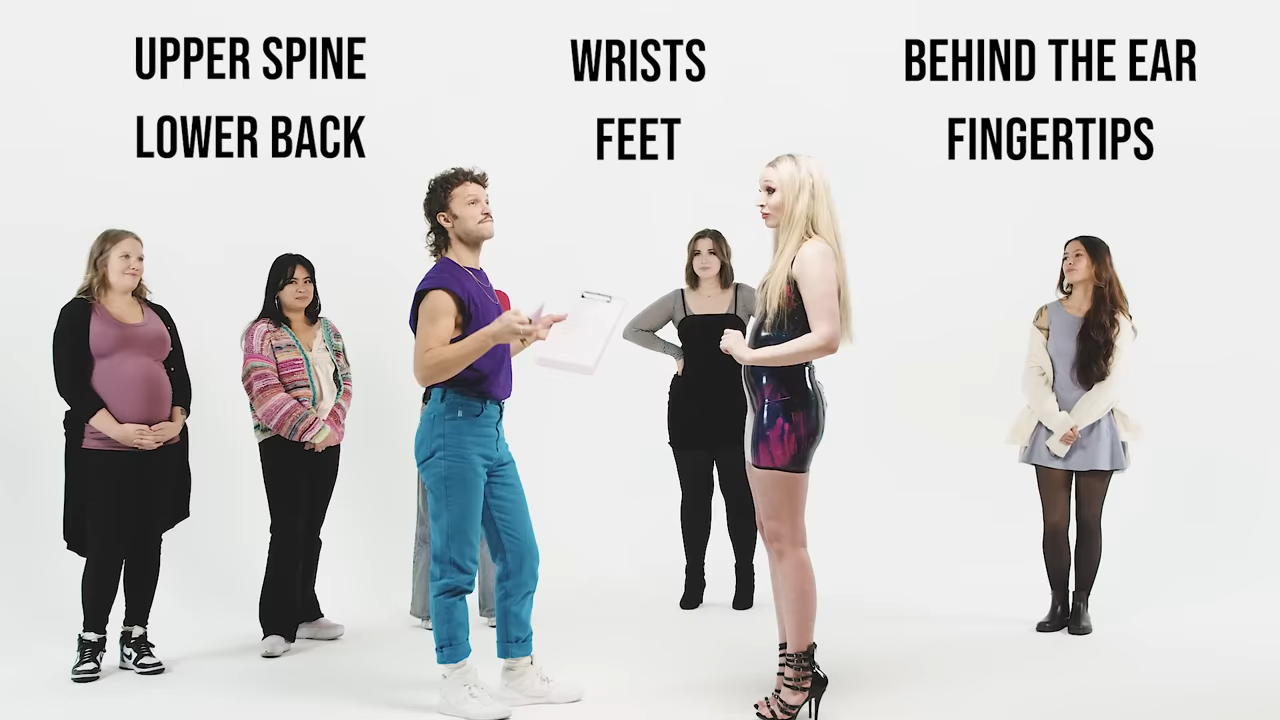 UPPER SPINE
LOWER BACK
WRISTS
FEET
BEHIND THE EAR
FINGERTIPS